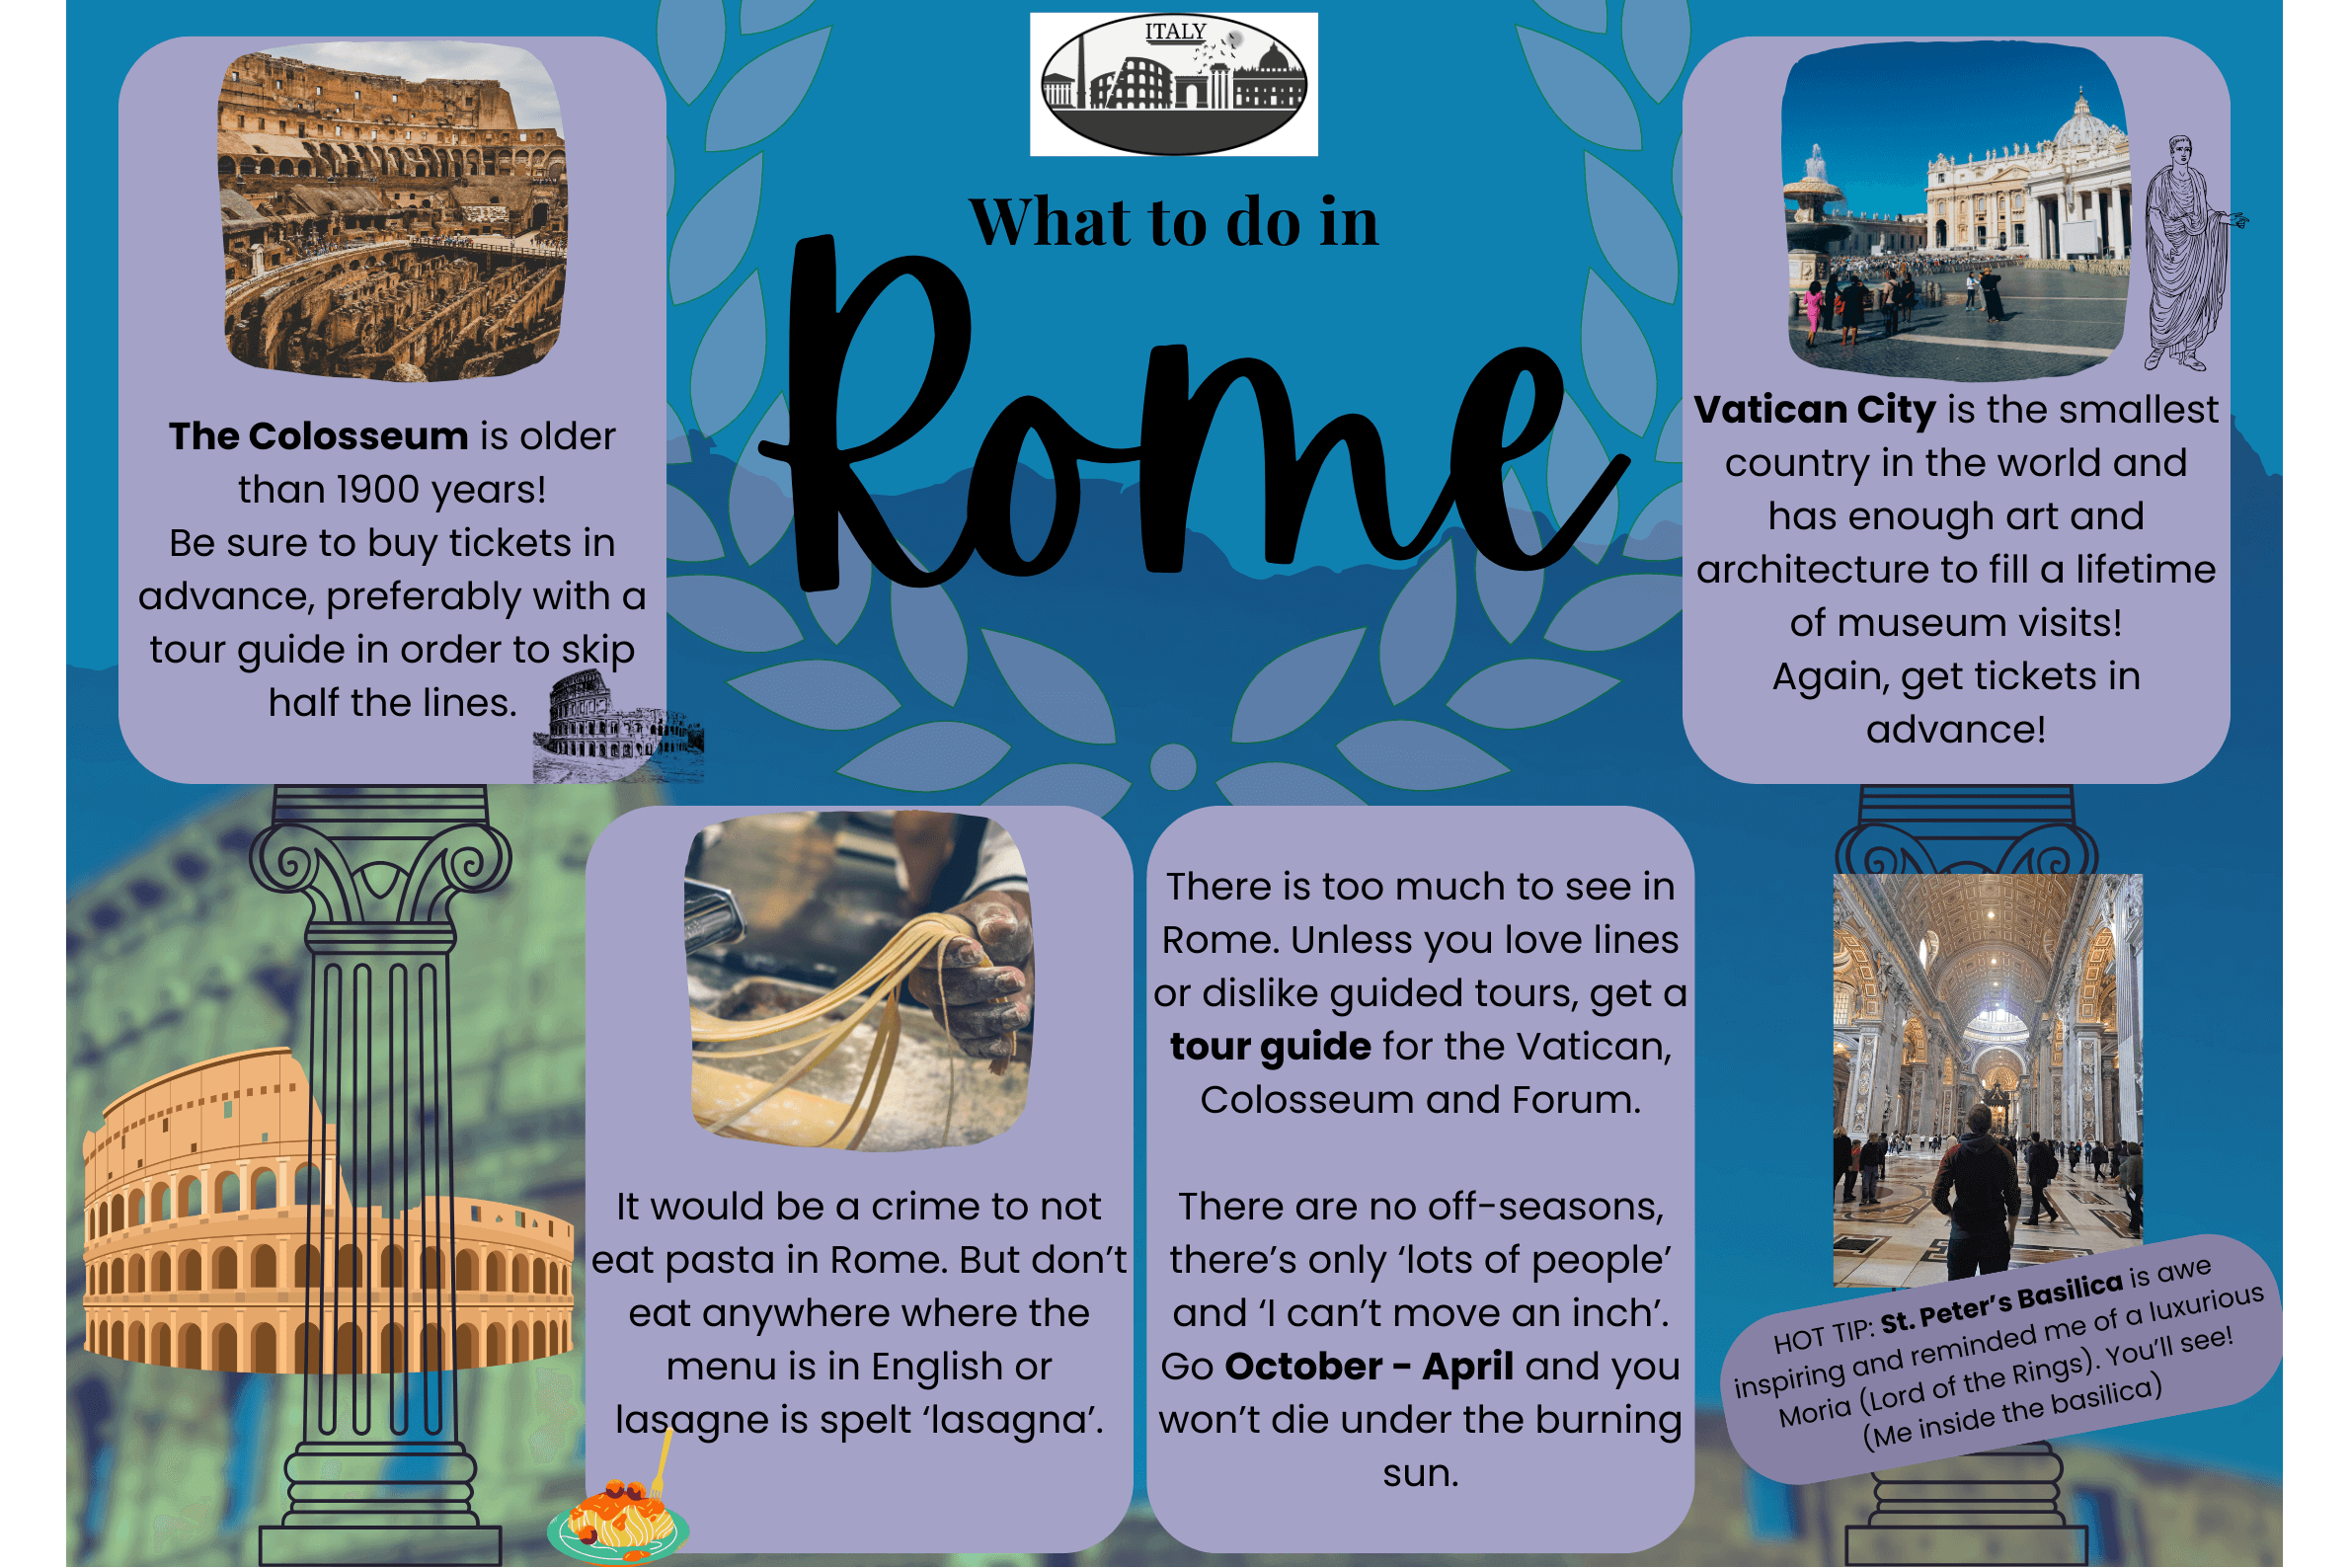 ITALY
What to do in
Rome
The Colosseum is older
than 1900 years!
Be sure to buy tickets in
advance, preferably with a
tour guide in order to skip
half the lines.
Vatican City is the smallest
country in the world and
has enough art and
architecture to fill a lifetime
of museum visits!
Again, get tickets in
advance!
It would be a crime to not
eat pasta in Rome. But don’t
eat anywhere where the
menu is in English or
lasagne is spelt ‘lasagna’.
There is too much to see in
Rome. Unless you love lines
or dislike guided tours, get a
tour guide for the Vatican,
Colosseum and Forum.
There are no off-seasons,
there’s only ‘lots of people’
and ‘I can’t move an inch’.
Go October - April and you
won’t die under the burning
sun.
HOT TIP: St. Peter’s Basilica is awe
inspiring and reminded me of a luxurious
Moria (Lord of the Rings). You’ll see!
(Me inside the basilica)